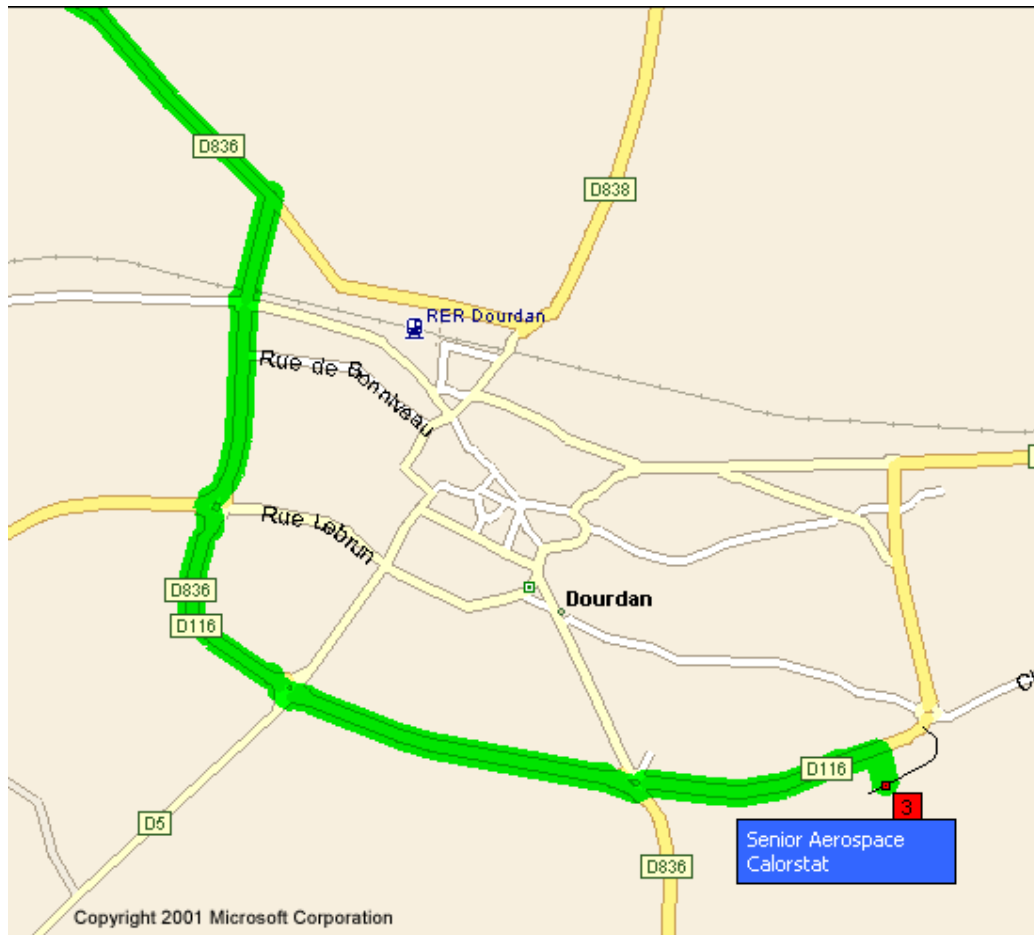 D836
D838
RER Dourdan
Rue de Bonniveau
Rue Lebrun
D836
Dourdan
D116
D116
3
D5
Senior Aerospace
Calorstat
D836
Copyright 2001 Microsoft Corporation